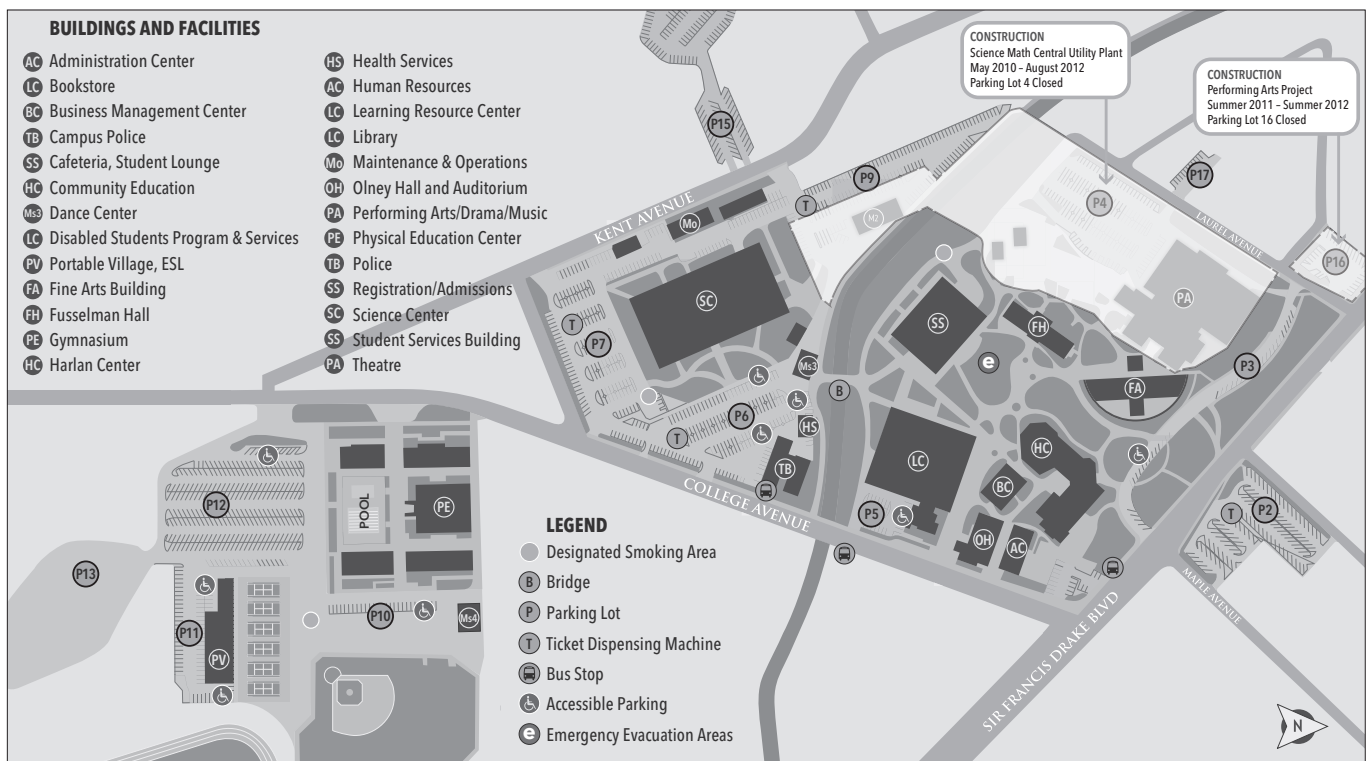 BUILDINGS AND FACILITIES
AC Administration Center
LC Bookstore
BC Business Management Center
TB Campus Police
SS Cafeteria, Student Lounge
HC Community Education
Ms3 Dance Center
LC Disabled Students Program & Services
PV Portable Village, ESL
FA Fine Arts Building
FH Fusselman Hall
PE Gymnasium
HC Harlan Center
HS Health Services
AC Human Resources
LC Learning Resource Center
LC Library
Mo Maintenance & Operations
OH Olney Hall and Auditorium
PA Performing Arts/Drama/Music
PE Physical Education Center
TB Police
SS Registration/Admissions
SC Science Center
SS Student Services Building
PA Theatre
CONSTRUCTION
Science Math Central Utility Plant
May 2010 – August 2012
Parking Lot 4 Closed
CONSTRUCTION
Performing Arts Project
Summer 2011 – Summer 2012
Parking Lot 16 Closed
P15
P9
P17
P4
T
M2
KENT AVENUE
Mo
LAUREL AVENUE
P16
SC
PA
SS
FH
T
P7
Ms3
e
P3
B
FA
P6
T
HS
HC
LC
TB
BC
COLLEGE AVENUE
P5
OH
AC
T
P2
MAPLE AVENUE
SIR FRANCIS DRAKE BLVD
P12
POOL
PE
P13
P10
Ms4
P11
PV
LEGEND
Designated Smoking Area
B Bridge
P Parking Lot
T Ticket Dispensing Machine
Bus Stop
Accessible Parking
e Emergency Evacuation Areas
N